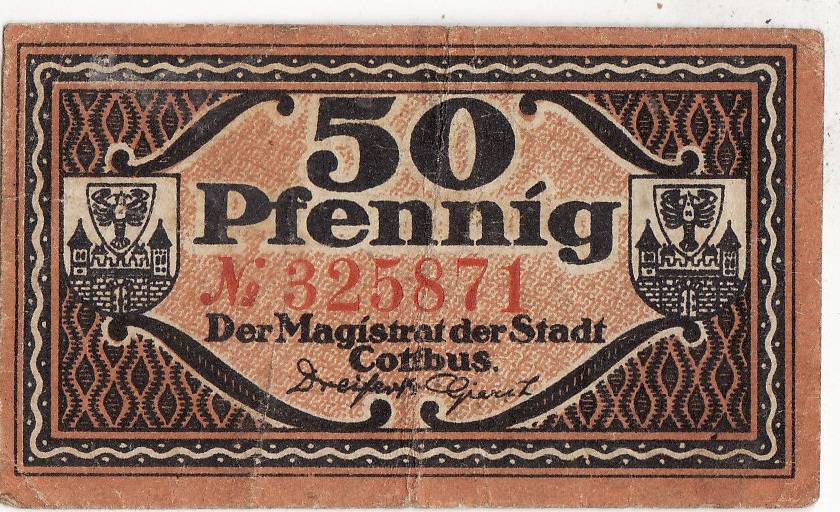 50
Pfennig
№ 325871
Der Magistrat der Stadt
Cottbus.